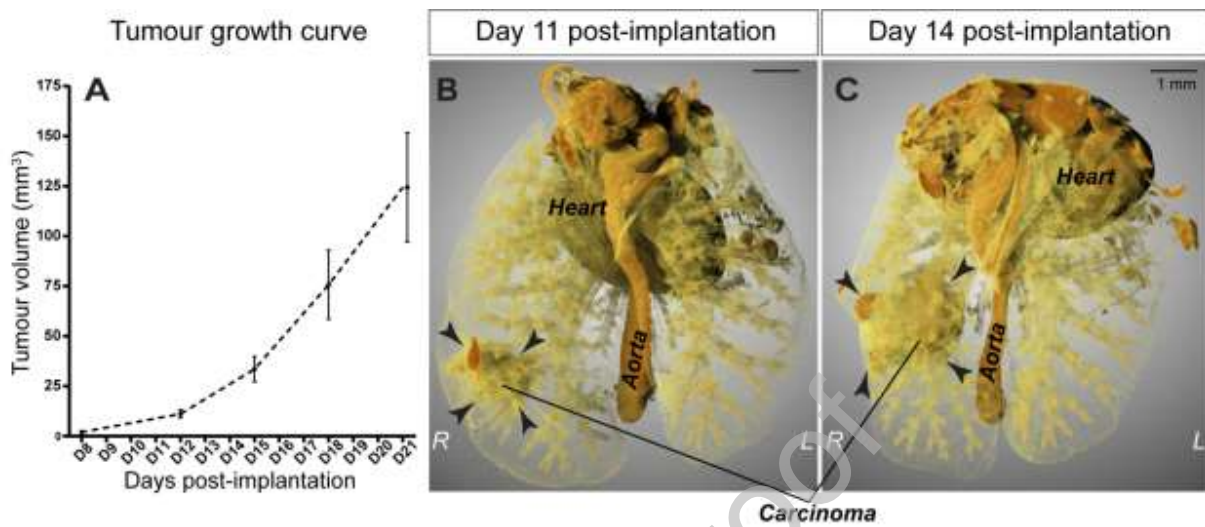 Tumour growth curve
Day 11 post-implantation
Day 14 post-implantation
A
B
C
1 mm
175
150
125
100
75
50
25
0
Tumour volume (mm³)
D8
D9
D10
D11
D12
D13
D14
D15
D16
D17
D18
D19
D20
D21
Days post-implantation
Heart
Aorta
R
L
Heart
Aorta
R
L
Carcinoma